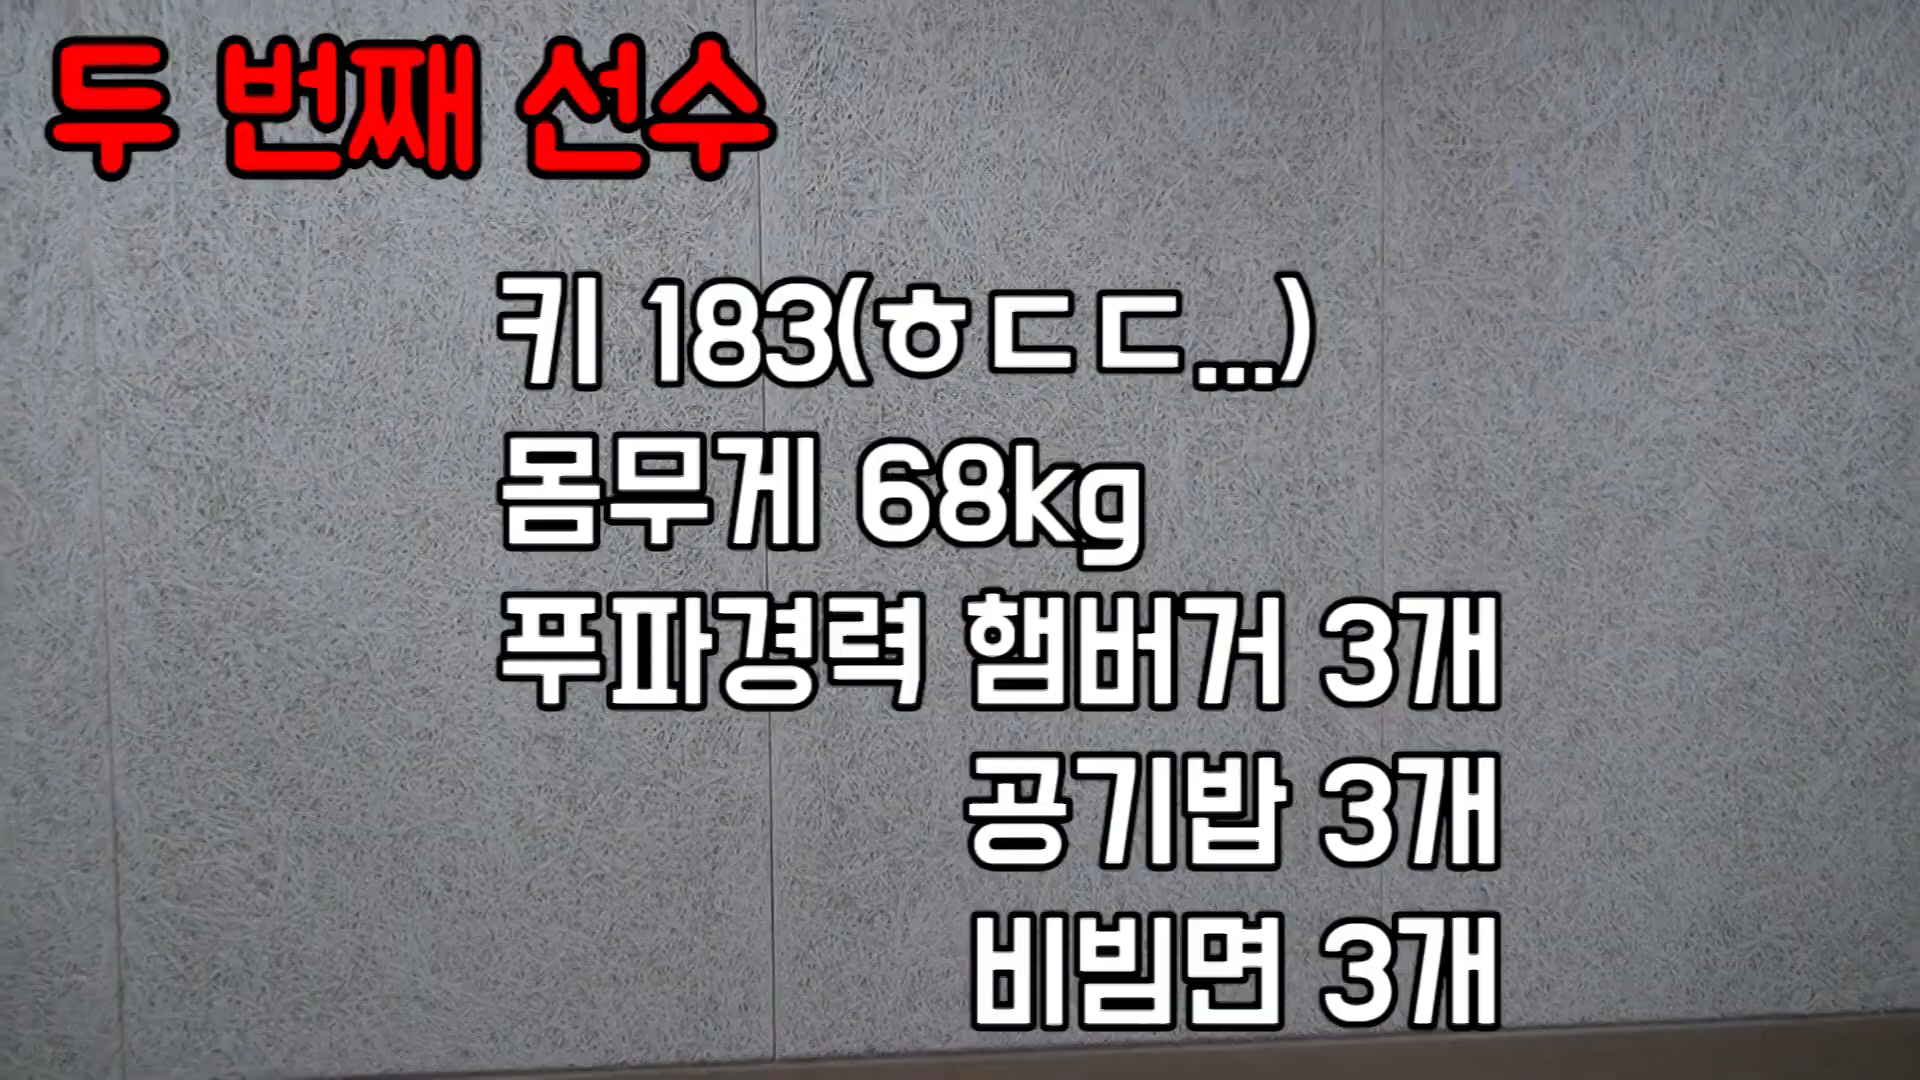 두 번째 선수
키 183(ㅎㄷㄷ...)
몸무게 68kg
푸파경력 햄버거 3개
공기밥 3개
비빔면 3개